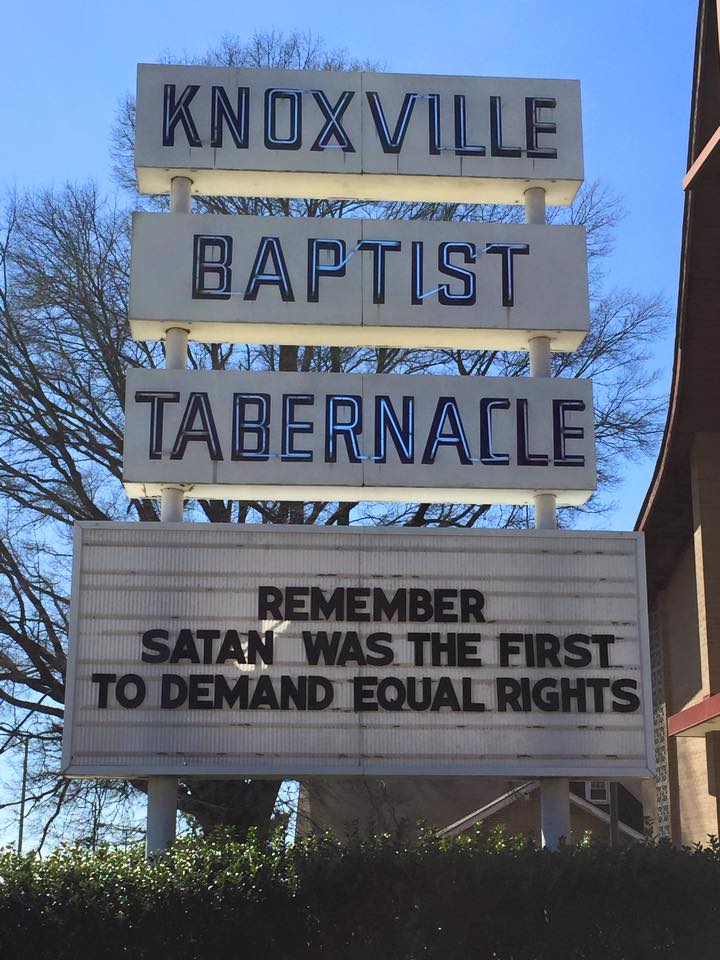 KNOXVILLE
BAPTIST
TABERNACLE
REMEMBER
SATAN WAS THE FIRST
TO DEMAND EQUAL RIGHTS